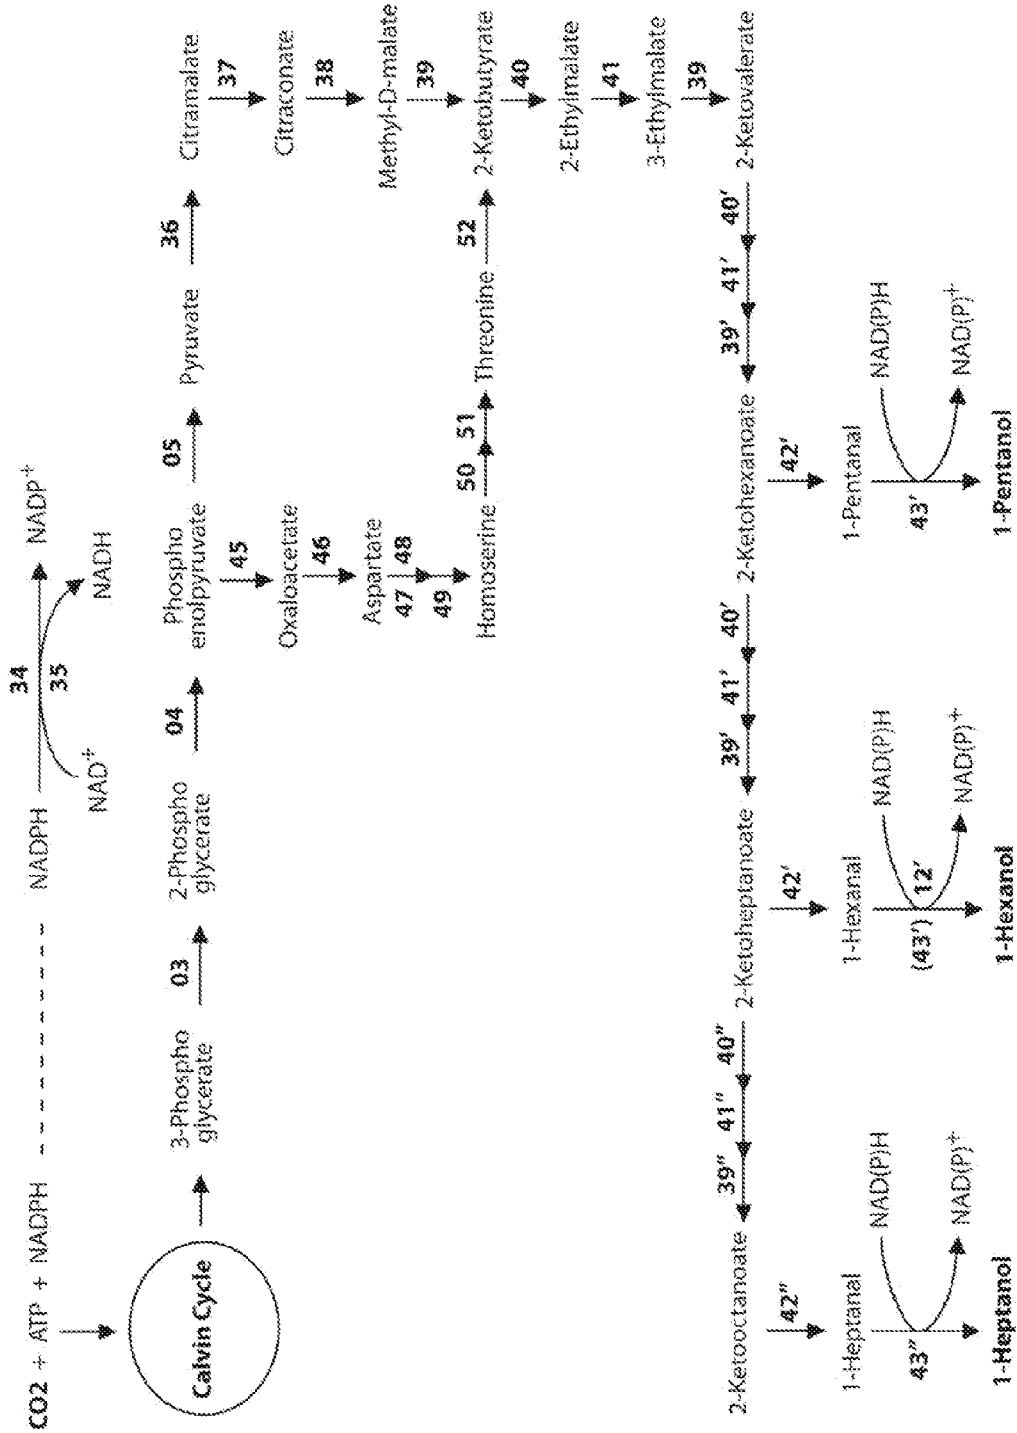 CO2 + ATP + NADPH
NADPH
NADP+
34
35
NAD+
NADH
Calvin Cycle
3-Phospho
glycerate
03
2-Phospho
glycerate
04
Phospho
enolpyruvate
05
Pyruvate
36
Citramalate
37
Citraconate
38
Methyl-D-malate
39
2-Ketobutyrate
40
2-Ethylmalate
41
3-Ethylmalate
39
2-Ketovalerate
45
Oxaloacetate
46
Aspartate
47
48
49
Homoserine
50
51
Threonine
52
40'
41'
39'
2-Ketohexanoate
42'
1-Pentanal
NAD(P)H
43'
NAD(P)+
1-Pentanol
40'
41'
39'
2-Ketoheptanoate
42'
1-Hexanal
NAD(P)H
(43')
12'
NAD(P)+
1-Hexanol
40"
41"
39"
2-Ketooctanoate
42"
1-Heptanal
NAD(P)H
43"
NAD(P)+
1-Heptanol